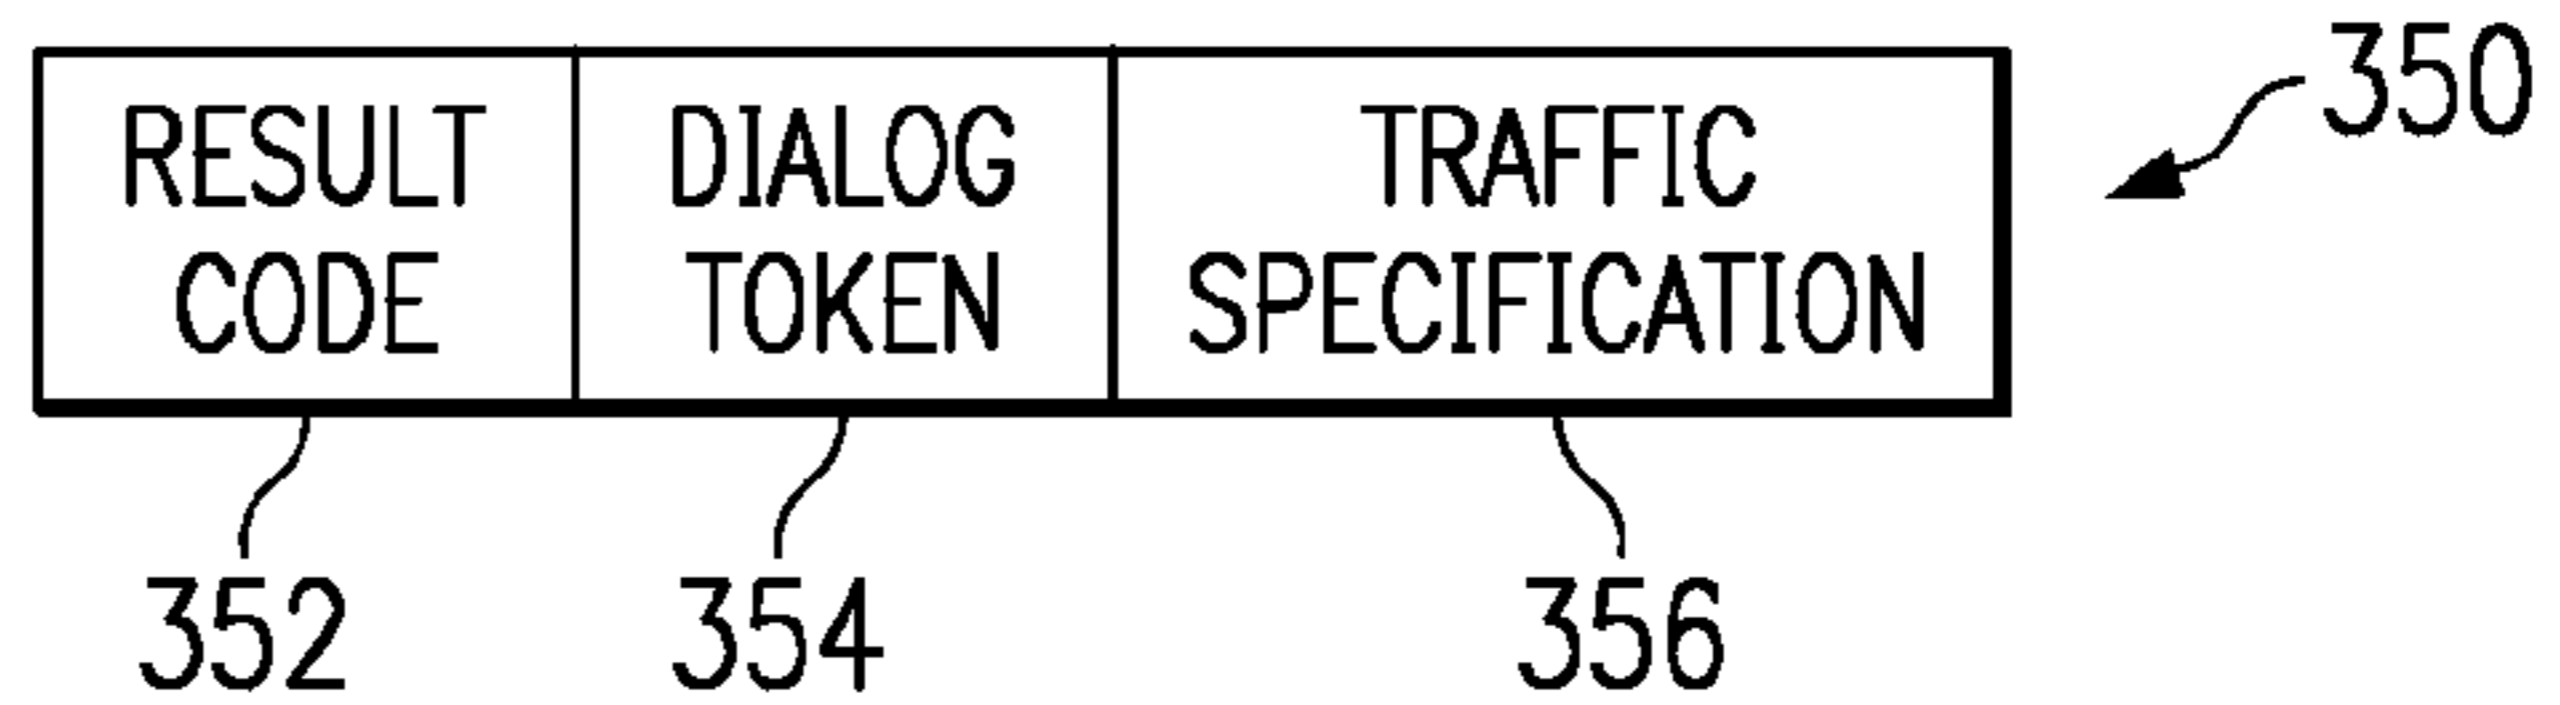 350
RESULT CODE
DIALOG TOKEN
TRAFFIC SPECIFICATION
352
354
356